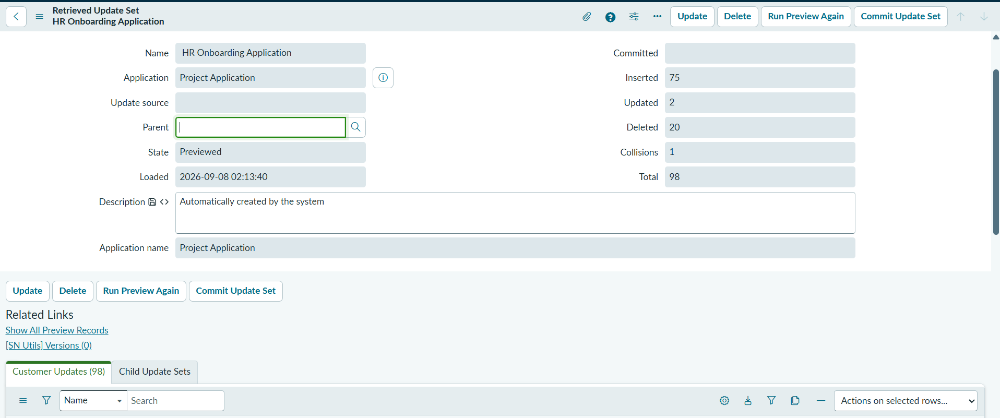 Retrieved Update Set
HR Onboarding Application
Update
Delete
Run Preview Again
Commit Update Set
Name
HR Onboarding Application
Application
Project Application
Update source
Parent
State
Previewed
Loaded
2026-09-08 02:13:40
Committed
Inserted
75
Updated
2
Deleted
20
Collisions
1
Total
98
Description
Automatically created by the system
Application name
Project Application
Update
Delete
Run Preview Again
Commit Update Set
Related Links
Show All Preview Records
[SN Utils] Versions (0)
Customer Updates (98)
Child Update Sets
Name
Search
Actions on selected rows...